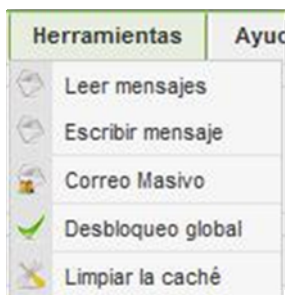 Herramientas
Leer mensajes
Escribir mensaje
Correo Masivo
Desbloqueo global
Limpiar la caché